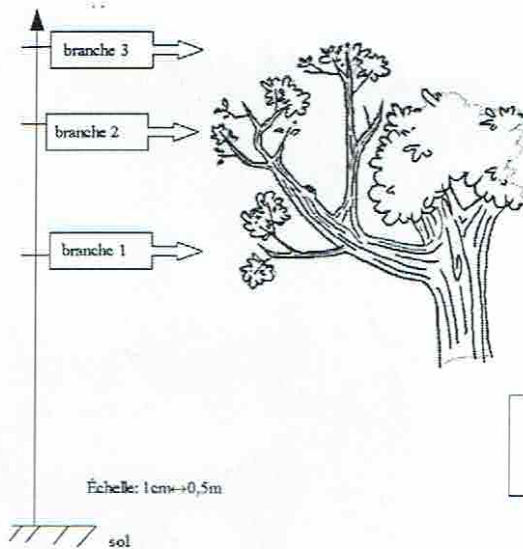 branche 3
branche 2
branche 1
Échelle: 1cm↔0,5m
sol